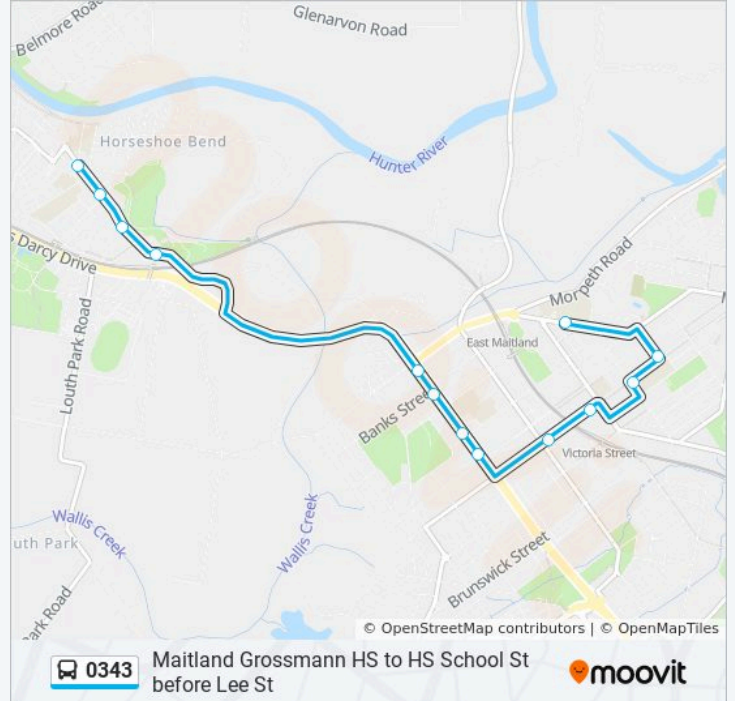 Belmore Road
Glenarvon Road
Horseshoe Bend
Hunter River
s Darcy Drive
Morpeth Road
Louth Park Road
East Maitland
Banks Street
Victoria Street
Wallis Creek
Wallis Creek
uth Park
Brunswick Street
ark Road
© OpenStreetMap contributors | © OpenMapTiles
0343
Maitland Grossmann HS to HS School St
before Lee St
moovit